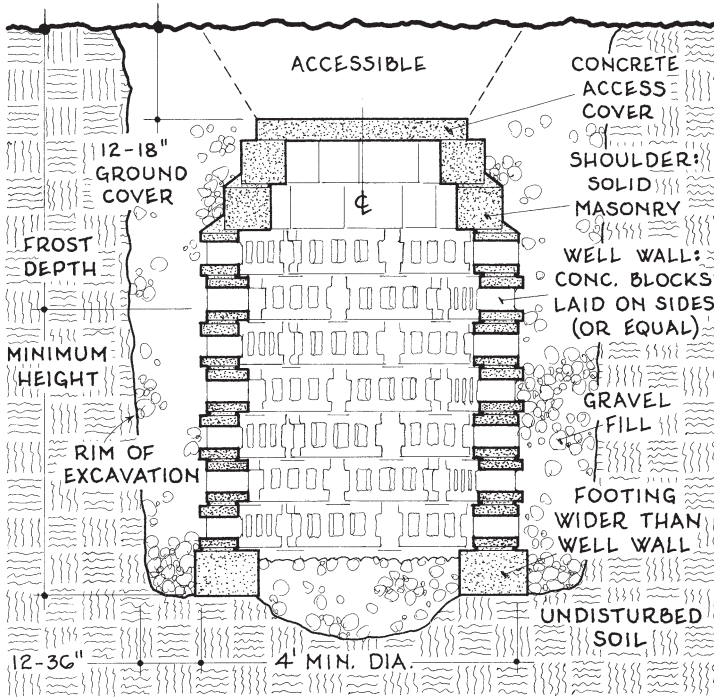 ACCESSIBLE
CONCRETE
ACCESS
COVER
12-18"
GROUND
COVER
SHOULDER:
SOLID
MASONRY
℄
FROST
DEPTH
WELL WALL:
CONC. BLOCKS
LAID ON SIDES
(OR EQUAL)
MINIMUM
HEIGHT
GRAVEL
FILL
RIM OF
EXCAVATION
FOOTING
WIDER THAN
WELL WALL
UNDISTURBED
SOIL
12-36"
4' MIN. DIA.